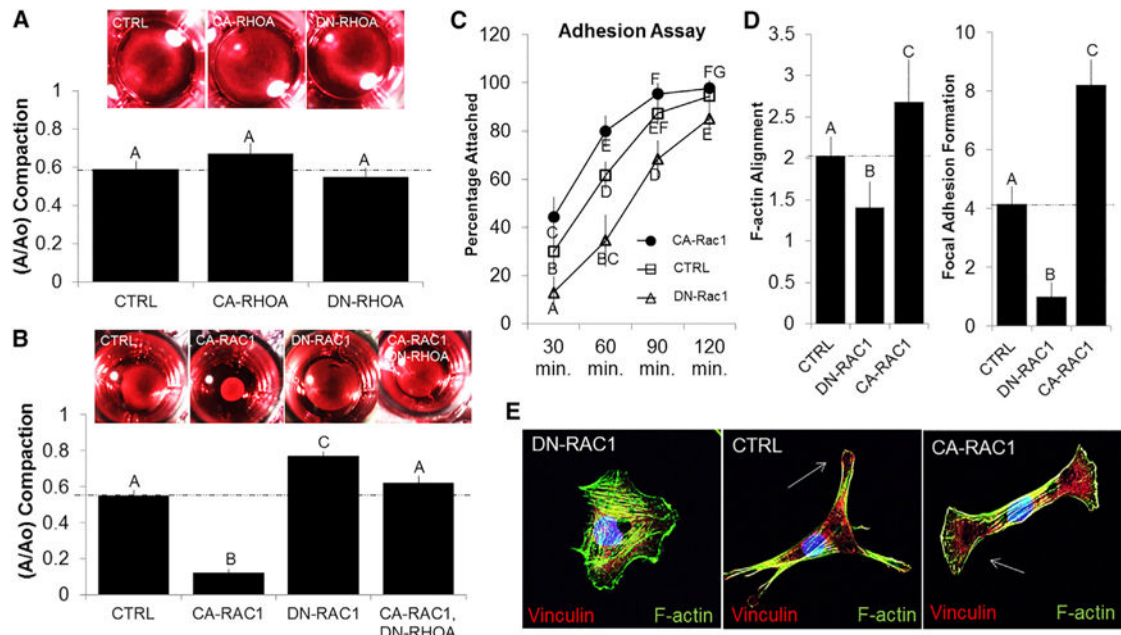 A
CTRL
CA-RHOA
DN-RHOA
(A/Ao) Compaction
1
0.8
0.6
0.4
0.2
0
A
A
A
CTRL
CA-RHOA
DN-RHOA
B
CTRL
CA-RAC1
DN-RAC1
CA-RAC1
DN-RHOA
(A/Ao) Compaction
1
0.8
0.6
0.4
0.2
0
A
B
C
A
CTRL
CA-RAC1
DN-RAC1
CA-RAC1,
DN-RHOA
C
Adhesion Assay
Percentage Attached
120
100
80
60
40
20
0
C
B
A
E
D
BC
F
EF
D
FG
E
CA-Rac1
CTRL
DN-Rac1
30 60 90 120
min. min. min. min.
D
F-actin Alignment
3.5
3
2.5
2
1.5
1
0.5
0
A
B
C
CTRL
DN-RAC1
CA-RAC1
Focal Adhesion Formation
10
8
6
4
2
0
A
B
C
CTRL
DN-RAC1
CA-RAC1
E
DN-RAC1
Vinculin F-actin
CTRL
Vinculin F-actin
CA-RAC1
Vinculin F-actin